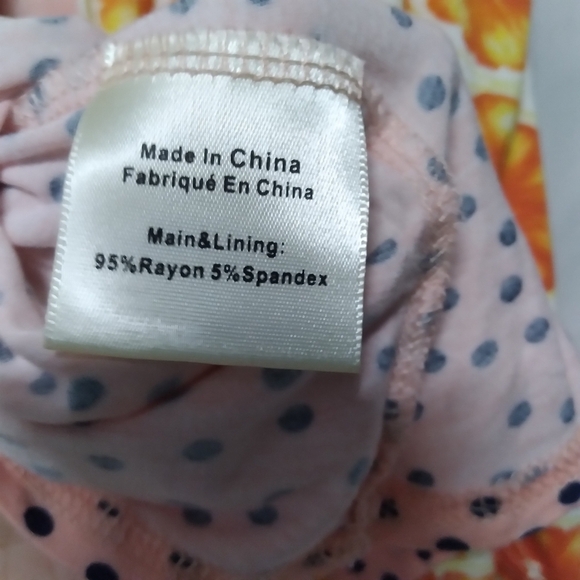 Made In China
Fabriqué En China
Main&Lining:
95%Rayon 5%Spandex